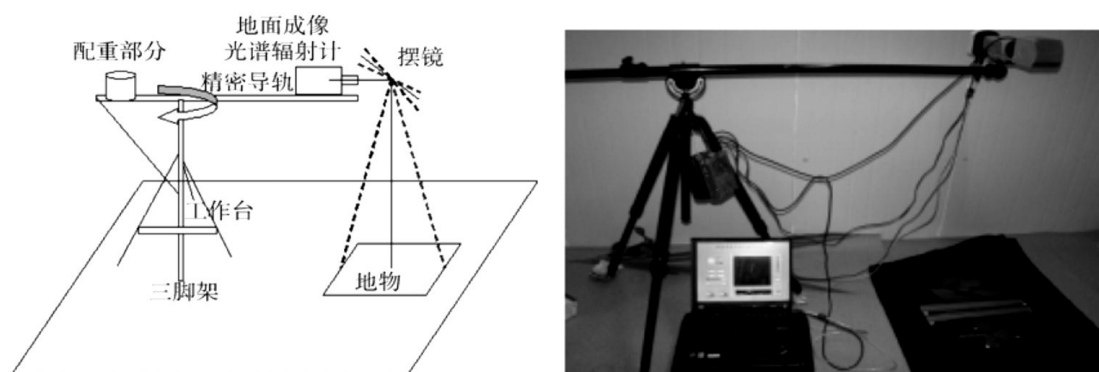 地面成像
光谱辐射计
配重部分
摆镜
精密导轨
工作台
地物
三脚架